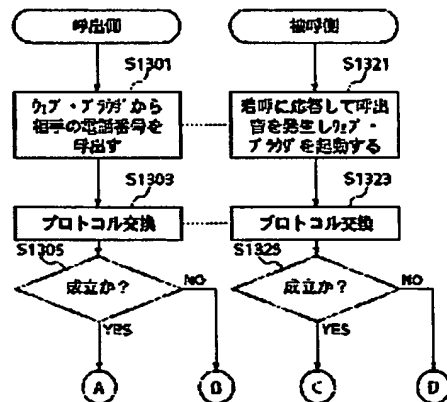 呼出側
被呼側
S1301
S1321
ウェブ・ブラウザから
相手の電話番号を
呼出す
着呼に応答して呼出
音を発生しウェブ・
ブラウザを起動する
S1303
S1323
プロトコル交換
プロトコル交換
S1305
S1325
成立か?
NO
成立か?
NO
YES
YES
A
B
C
D